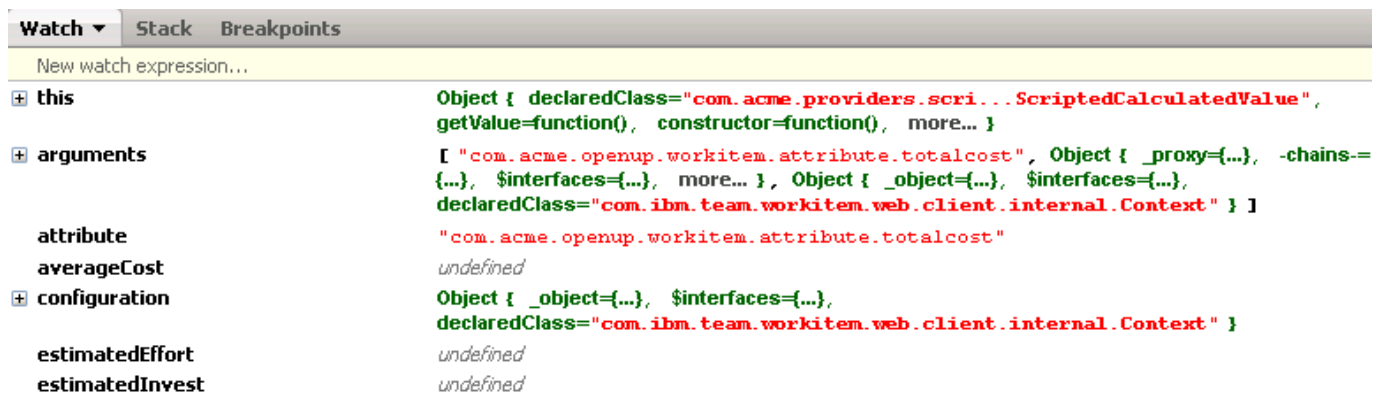 Watch ▼ Stack Breakpoints
New watch expression...
this Object { declaredClass="com.acme.providers.scri...ScriptedCalculatedValue",
getValue=function(), constructor=function(), more... }
arguments [ "com.acme.openup.workitem.attribute.totalcost", Object { _proxy={...}, -chains-=
{...}, $interfaces={...}, more... }, Object { _object={...}, $interfaces={...},
declaredClass="com.ibm.team.workitem.web.client.internal.Context" } ]
attribute "com.acme.openup.workitem.attribute.totalcost"
averageCost undefined
configuration Object { _object={...}, $interfaces={...},
declaredClass="com.ibm.team.workitem.web.client.internal.Context" }
estimatedEffort undefined
estimatedInvest undefined